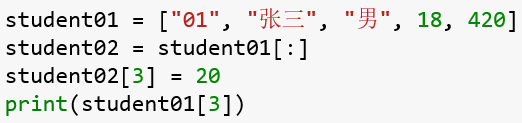 student01 = ["01", "张三", "男", 18, 420]
student02 = student01[:]
student02[3] = 20
print(student01[3])